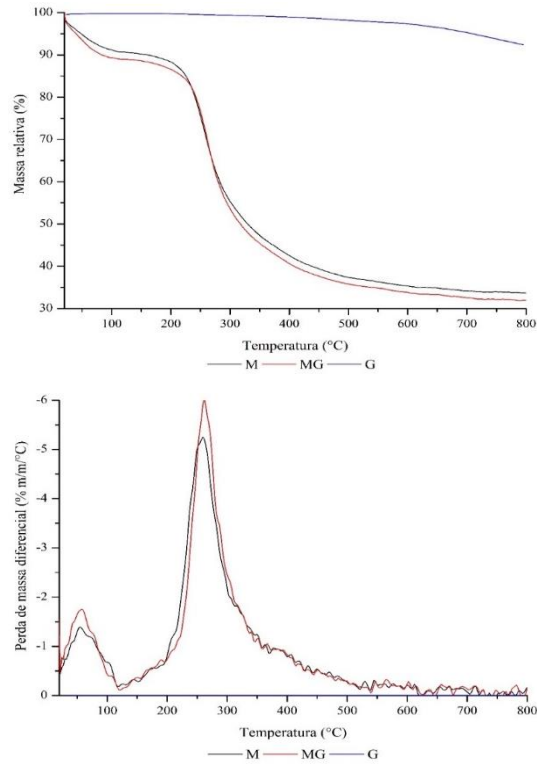 100
90
80
70
60
50
40
30
Massa relativa (%)
100 200 300 400 500 600 700 800
Temperatura (°C)
M MG G
-6
-5
-4
-3
-2
-1
0
Perda de massa diferencial (% m/m/°C)
100 200 300 400 500 600 700 800
Temperatura (°C)
M MG G